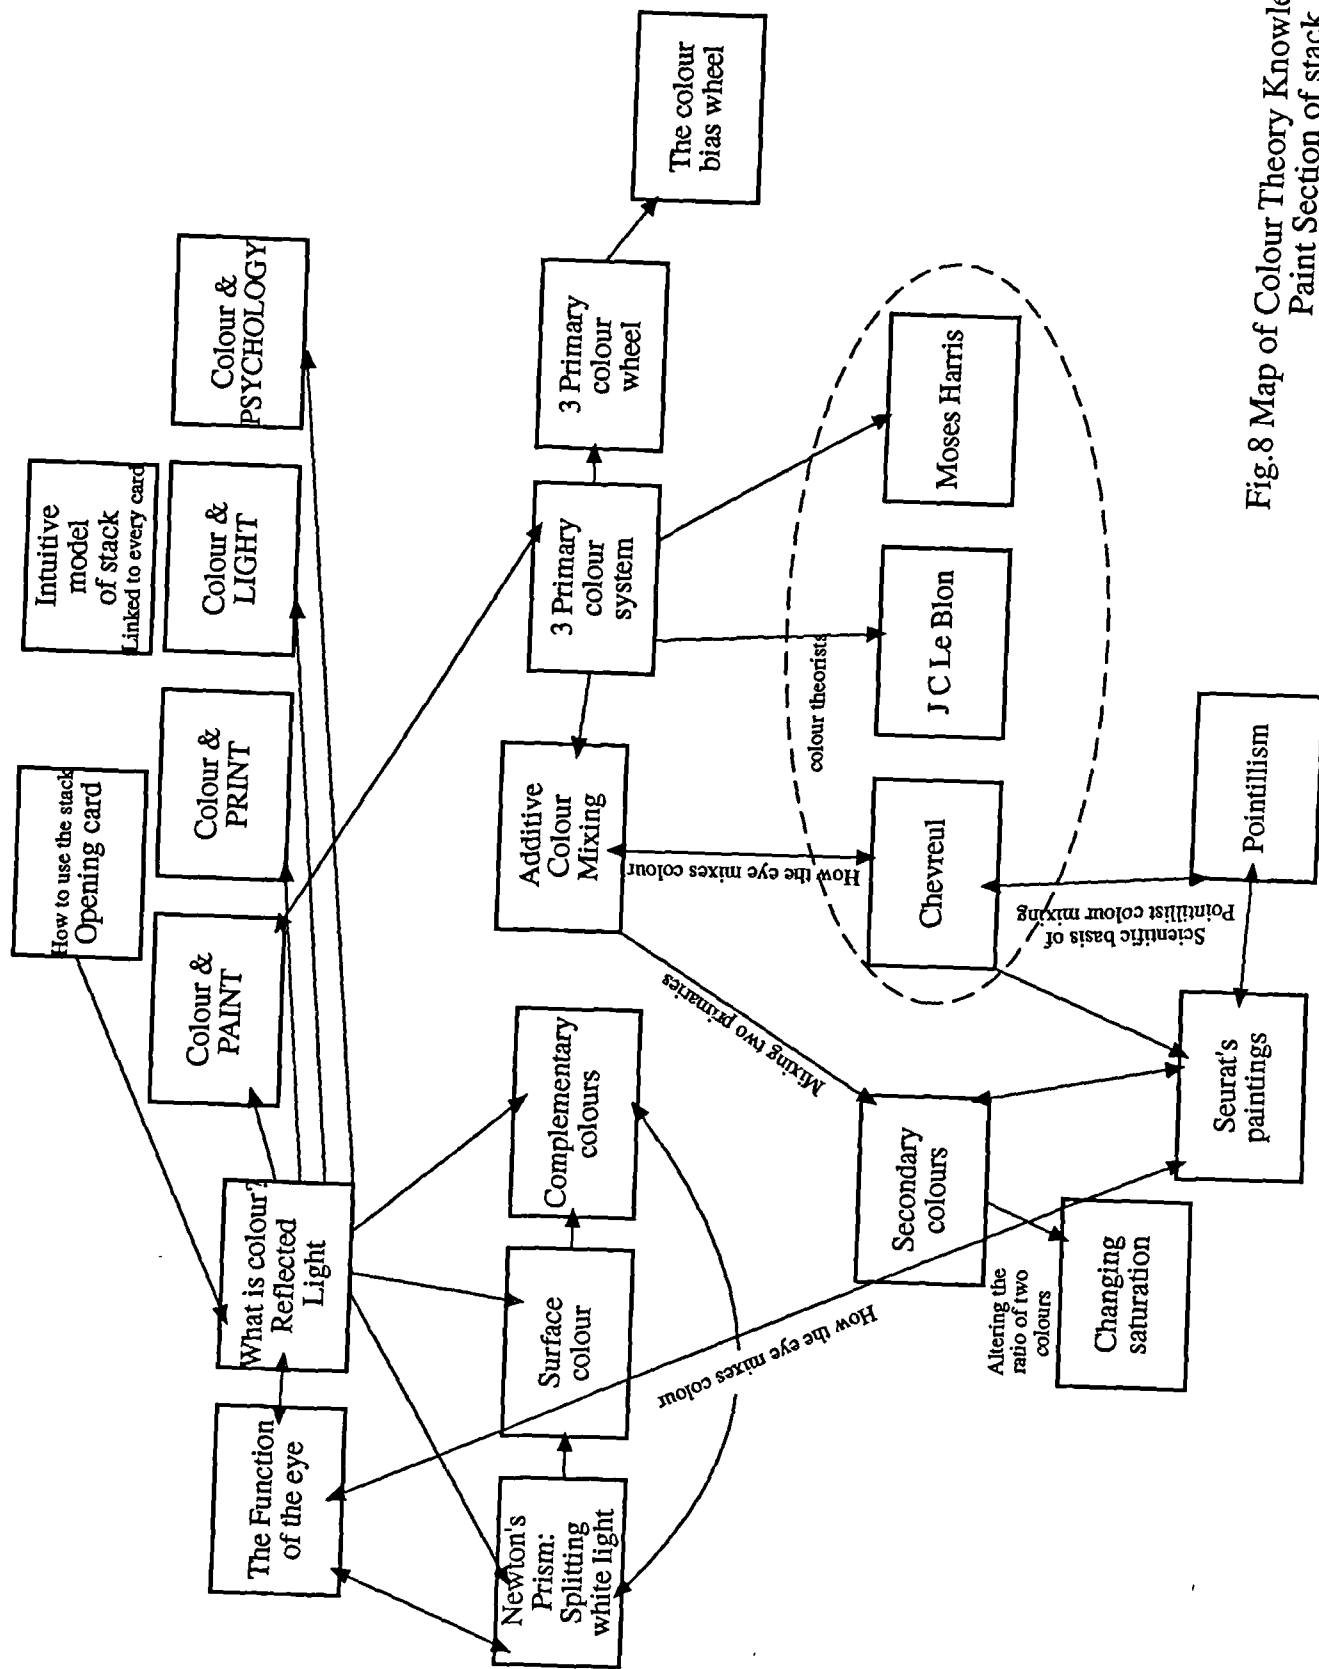 How to use the stack
Opening card
Intuitive
model
of stack
Linked to every card
What is colour?
Reflected
Light
The Function
of the eye
Colour &
PAINT
Colour &
PRINT
Colour &
LIGHT
Colour &
PSYCHOLOGY
Newton's
Prism:
Splitting
white light
Surface
colour
Complementary
colours
Additive
Colour
Mixing
3 Primary
colour
system
3 Primary
colour
wheel
The colour
bias wheel
How the eye mixes colour
Mixing two primaries
How the eye mixes colour
colour theorists
Secondary
colours
Chevreul
J C Le Blon
Moses Harris
Altering the
ratio of two
colours
Changing
saturation
Scientific basis of
Pointillist colour mixing
Seurat's
paintings
Pointillism
Fig.8 Map of Colour Theory Knowle
Paint Section of stack